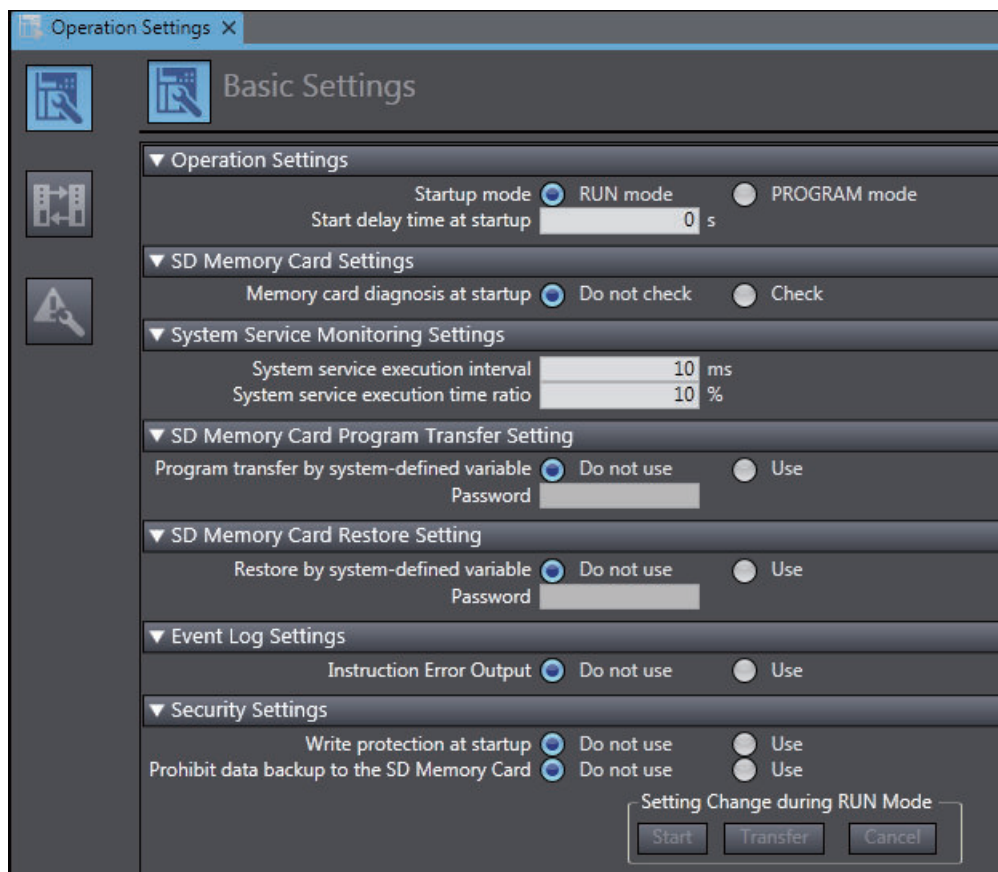 Operation Settings X
Basic Settings
▼ Operation Settings
Startup mode RUN mode PROGRAM mode
Start delay time at startup 0 s
▼ SD Memory Card Settings
Memory card diagnosis at startup Do not check Check
▼ System Service Monitoring Settings
System service execution interval 10 ms
System service execution time ratio 10 %
▼ SD Memory Card Program Transfer Setting
Program transfer by system-defined variable Do not use Use
Password
▼ SD Memory Card Restore Setting
Restore by system-defined variable Do not use Use
Password
▼ Event Log Settings
Instruction Error Output Do not use Use
▼ Security Settings
Write protection at startup Do not use Use
Prohibit data backup to the SD Memory Card Do not use Use
Setting Change during RUN Mode
Start Transfer Cancel